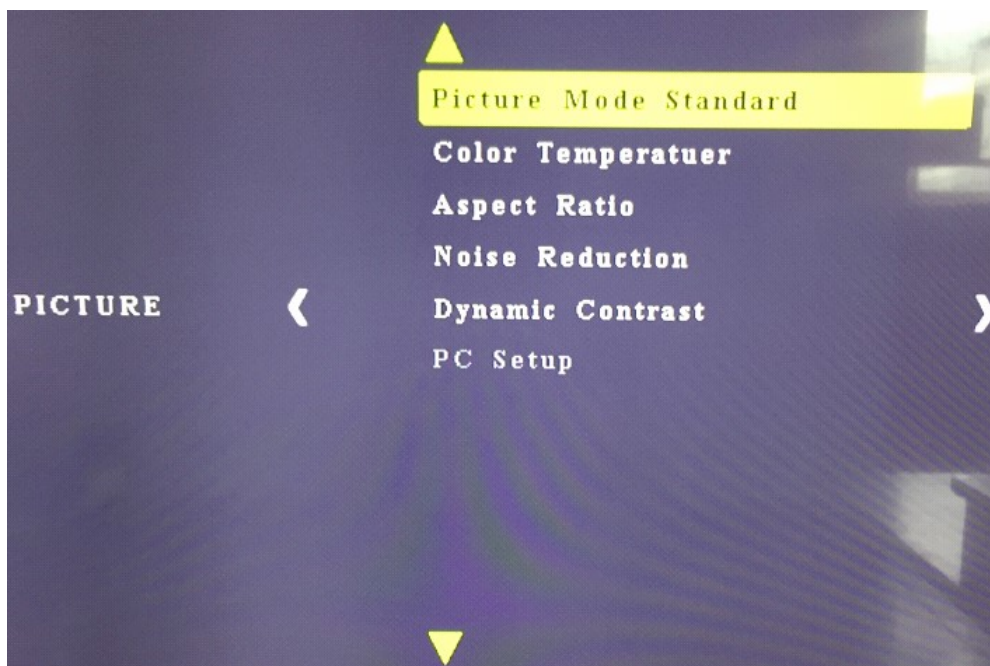 Picture Mode Standard
Color Temperatuer
Aspect Ratio
Noise Reduction
PICTURE
Dynamic Contrast
PC Setup